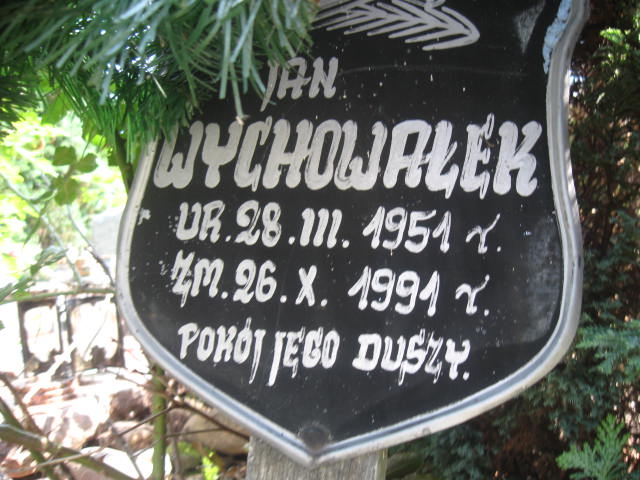 JAN
WYCHOWAŁEK
UR. 28. III. 1951 r.
ZM. 26. X. 1991 r.
POKÓJ JEGO DUSZY.